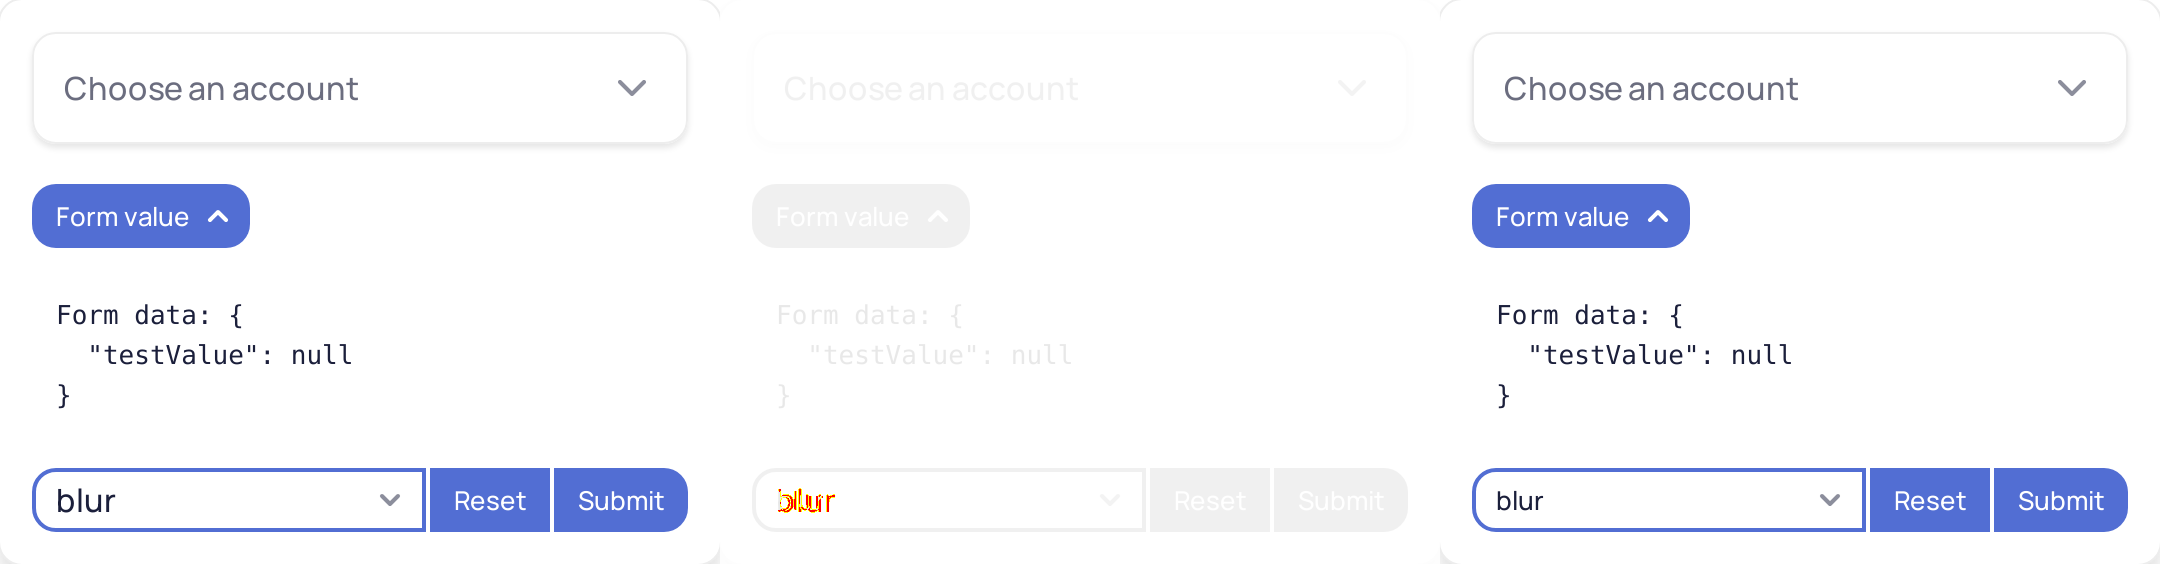 Choose an account
Form value
Form data: {
"testValue": null
}
blur
Reset
Submit
Choose an account
Form value
Form data: {
"testValue": null
}
blur
Reset
Submit
Choose an account
Form value
Form data: {
"testValue": null
}
blur
Reset
Submit